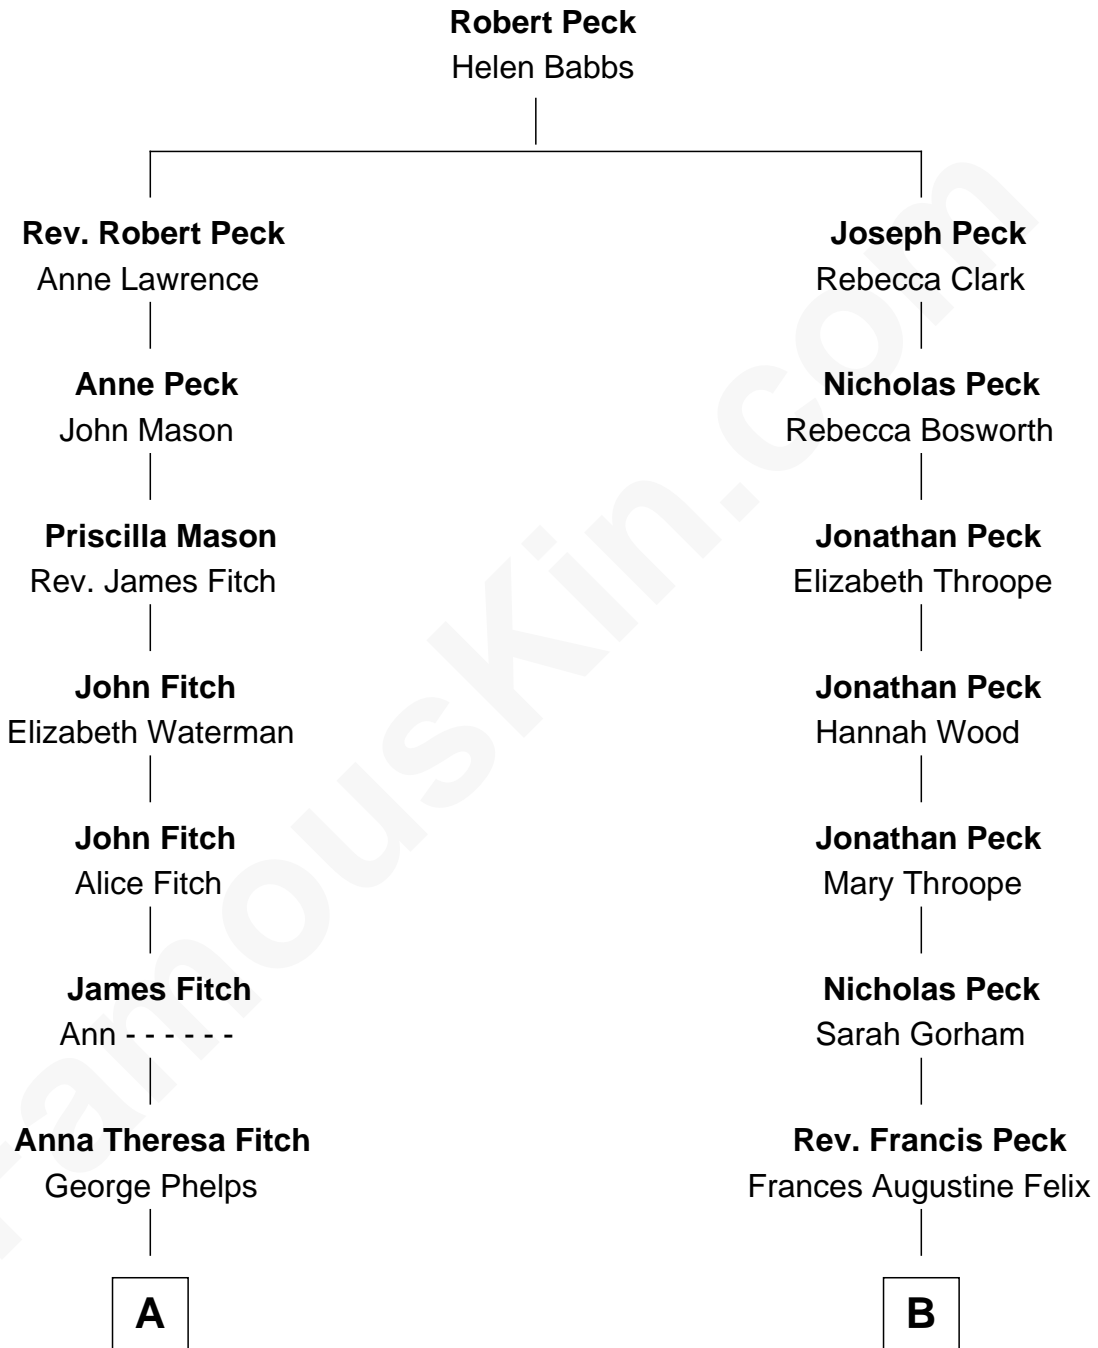 Robert Peck
Helen Babbs
Rev. Robert Peck
Anne Lawrence
Joseph Peck
Rebecca Clark
Anne Peck
John Mason
Nicholas Peck
Rebecca Bosworth
Priscilla Mason
Rev. James Fitch
Jonathan Peck
Elizabeth Throope
John Fitch
Elizabeth Waterman
Jonathan Peck
Hannah Wood
John Fitch
Alice Fitch
Jonathan Peck
Mary Throope
James Fitch
Ann - - - - - -
Nicholas Peck
Sarah Gorham
Anna Theresa Fitch
George Phelps
Rev. Francis Peck
Frances Augustine Felix
A
B
FamousKin.com